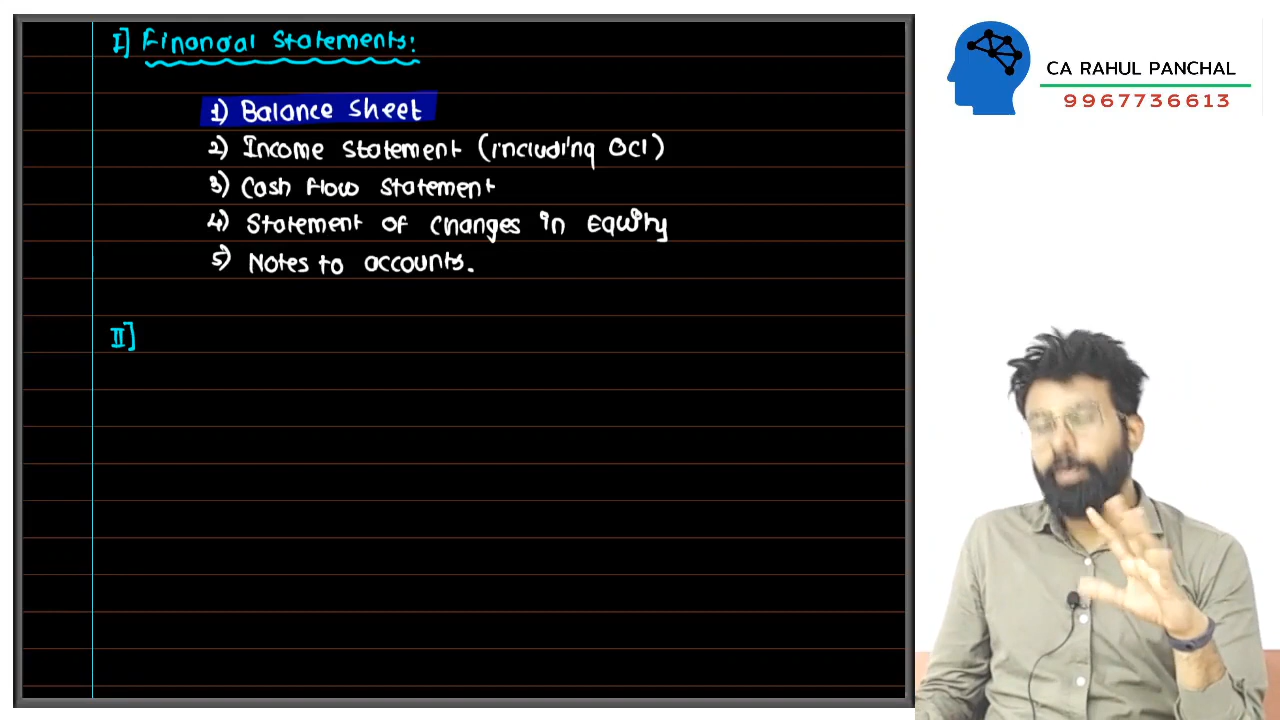 I] Financial Statements:
1) Balance Sheet
2) Income Statement (including OCI)
3) Cash Flow Statement
4) Statement of Changes in Equity
5) Notes to accounts.
II]
CA RAHUL PANCHAL
9967736613